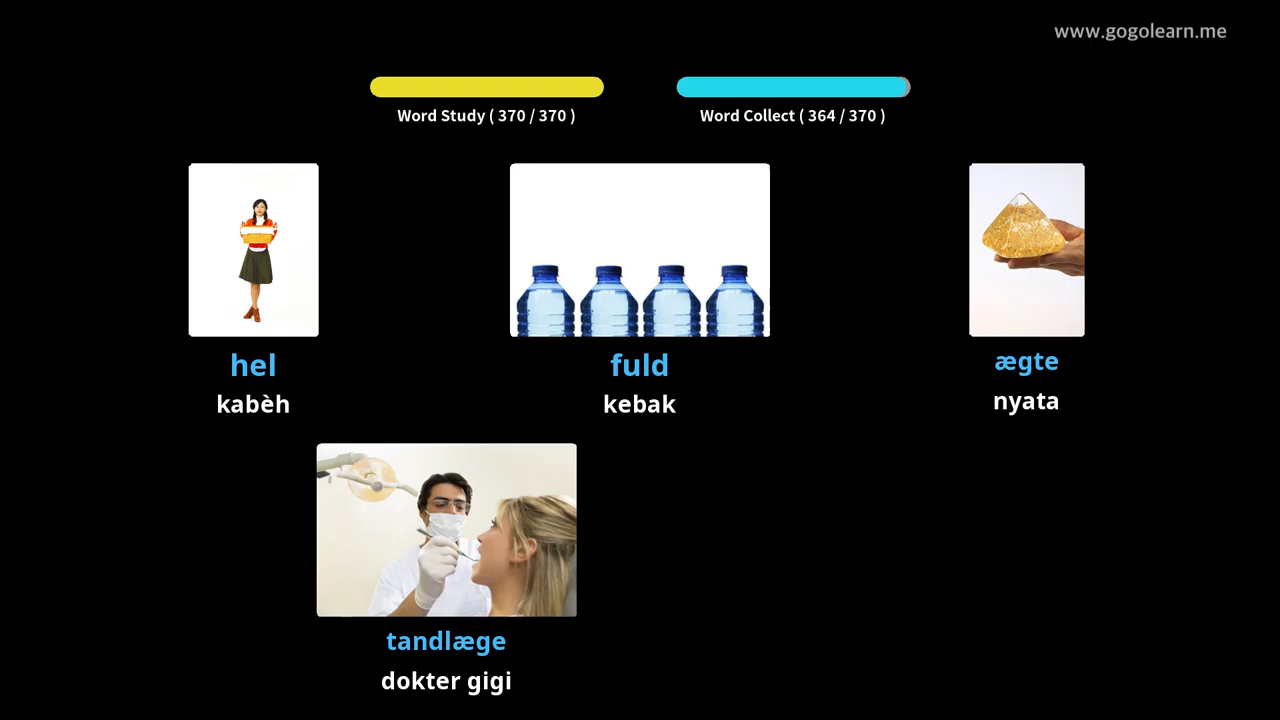 www.gogolearn.me
Word Study ( 370 / 370 )
Word Collect ( 364 / 370 )
hel
kabèh
fuld
kebak
ægte
nyata
tandlæge
dokter gigi